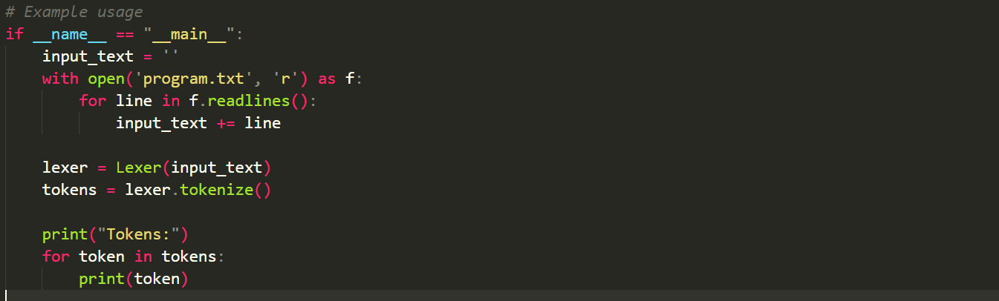 # Example usage
if __name__ == "__main__":
    input_text = ''
    with open('program.txt', 'r') as f:
        for line in f.readlines():
            input_text += line

    lexer = Lexer(input_text)
    tokens = lexer.tokenize()

    print("Tokens:")
    for token in tokens:
        print(token)